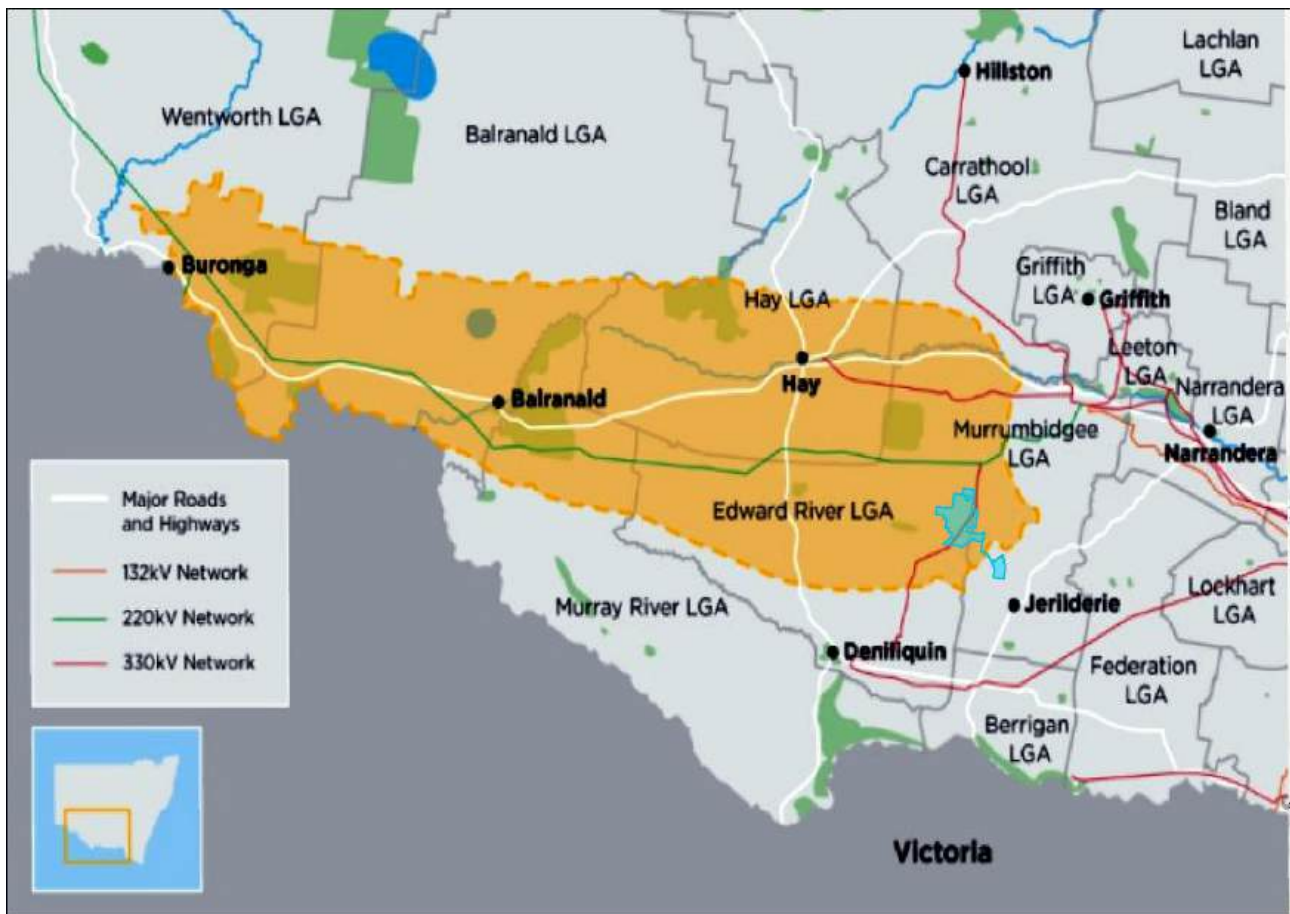 Lachlan
LGA
Hillston
Wentworth LGA
Balranald LGA
Carrathool
LGA
Bland
LGA
Buronga
Griffith
LGA
Griffith
Hay LGA
Leeton
LGA
Hay
Narrandera
LGA
Balranald
Murrumbidgee
LGA
Narrandera
Major Roads
and Highways
Edward River LGA
132kV Network
Lockhart
LGA
Murray River LGA
Jerilderie
220kV Network
330kV Network
Deniliquin
Federation
LGA
Berrigan
LGA
Victoria